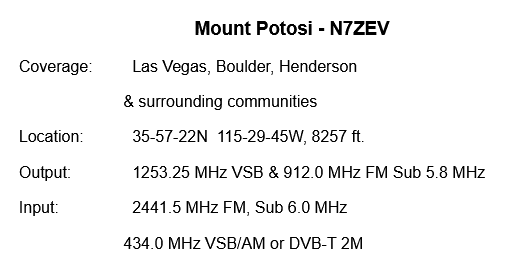 Mount Potosi - N7ZEV
Coverage: Las Vegas, Boulder, Henderson
& surrounding communities
Location: 35-57-22N 115-29-45W, 8257 ft.
Output: 1253.25 MHz VSB & 912.0 MHz FM Sub 5.8 MHz
Input: 2441.5 MHz FM, Sub 6.0 MHz
434.0 MHz VSB/AM or DVB-T 2M